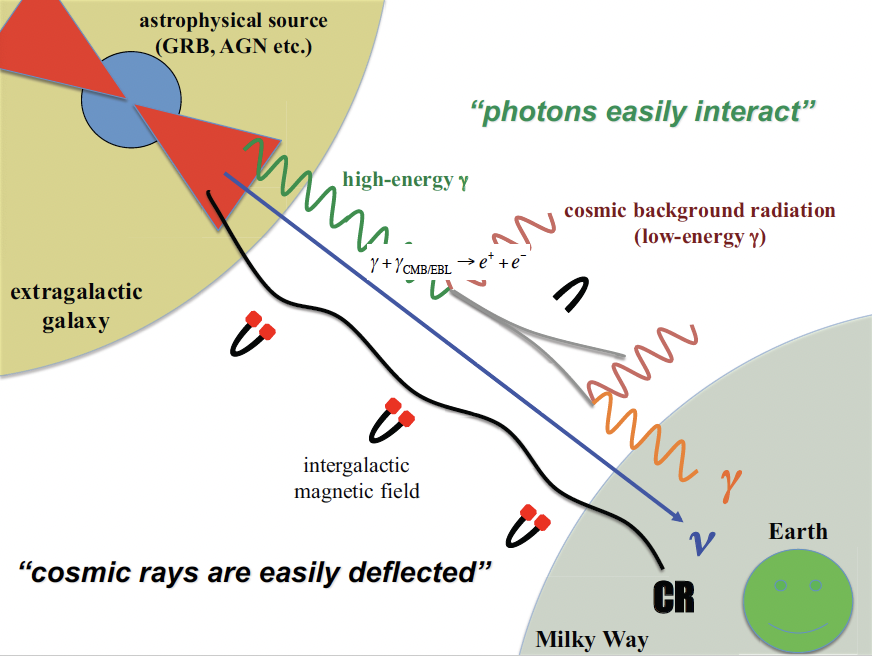 astrophysical source
(GRB, AGN etc.)
“photons easily interact”
high-energy γ
cosmic background radiation
(low-energy γ)
γ + γCMB/EBL → e⁺ + e⁻
extragalactic
galaxy
intergalactic
magnetic field
γ
Earth
ν
“cosmic rays are easily deflected”
CR
Milky Way